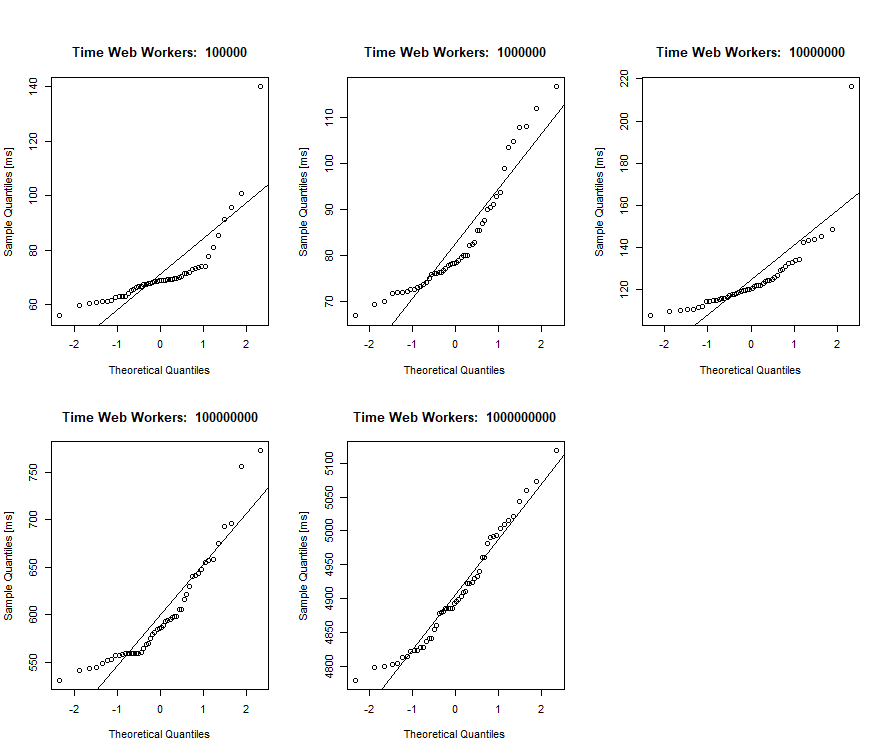 Time Web Workers: 100000
Sample Quantiles [ms]
140
120
100
80
60
-2 -1 0 1 2
Theoretical Quantiles
Time Web Workers: 1000000
Sample Quantiles [ms]
110
100
90
80
70
-2 -1 0 1 2
Theoretical Quantiles
Time Web Workers: 10000000
Sample Quantiles [ms]
220
200
180
160
140
120
-2 -1 0 1 2
Theoretical Quantiles
Time Web Workers: 100000000
Sample Quantiles [ms]
750
700
650
600
550
-2 -1 0 1 2
Theoretical Quantiles
Time Web Workers: 1000000000
Sample Quantiles [ms]
5100
5050
5000
4950
4900
4850
4800
-2 -1 0 1 2
Theoretical Quantiles